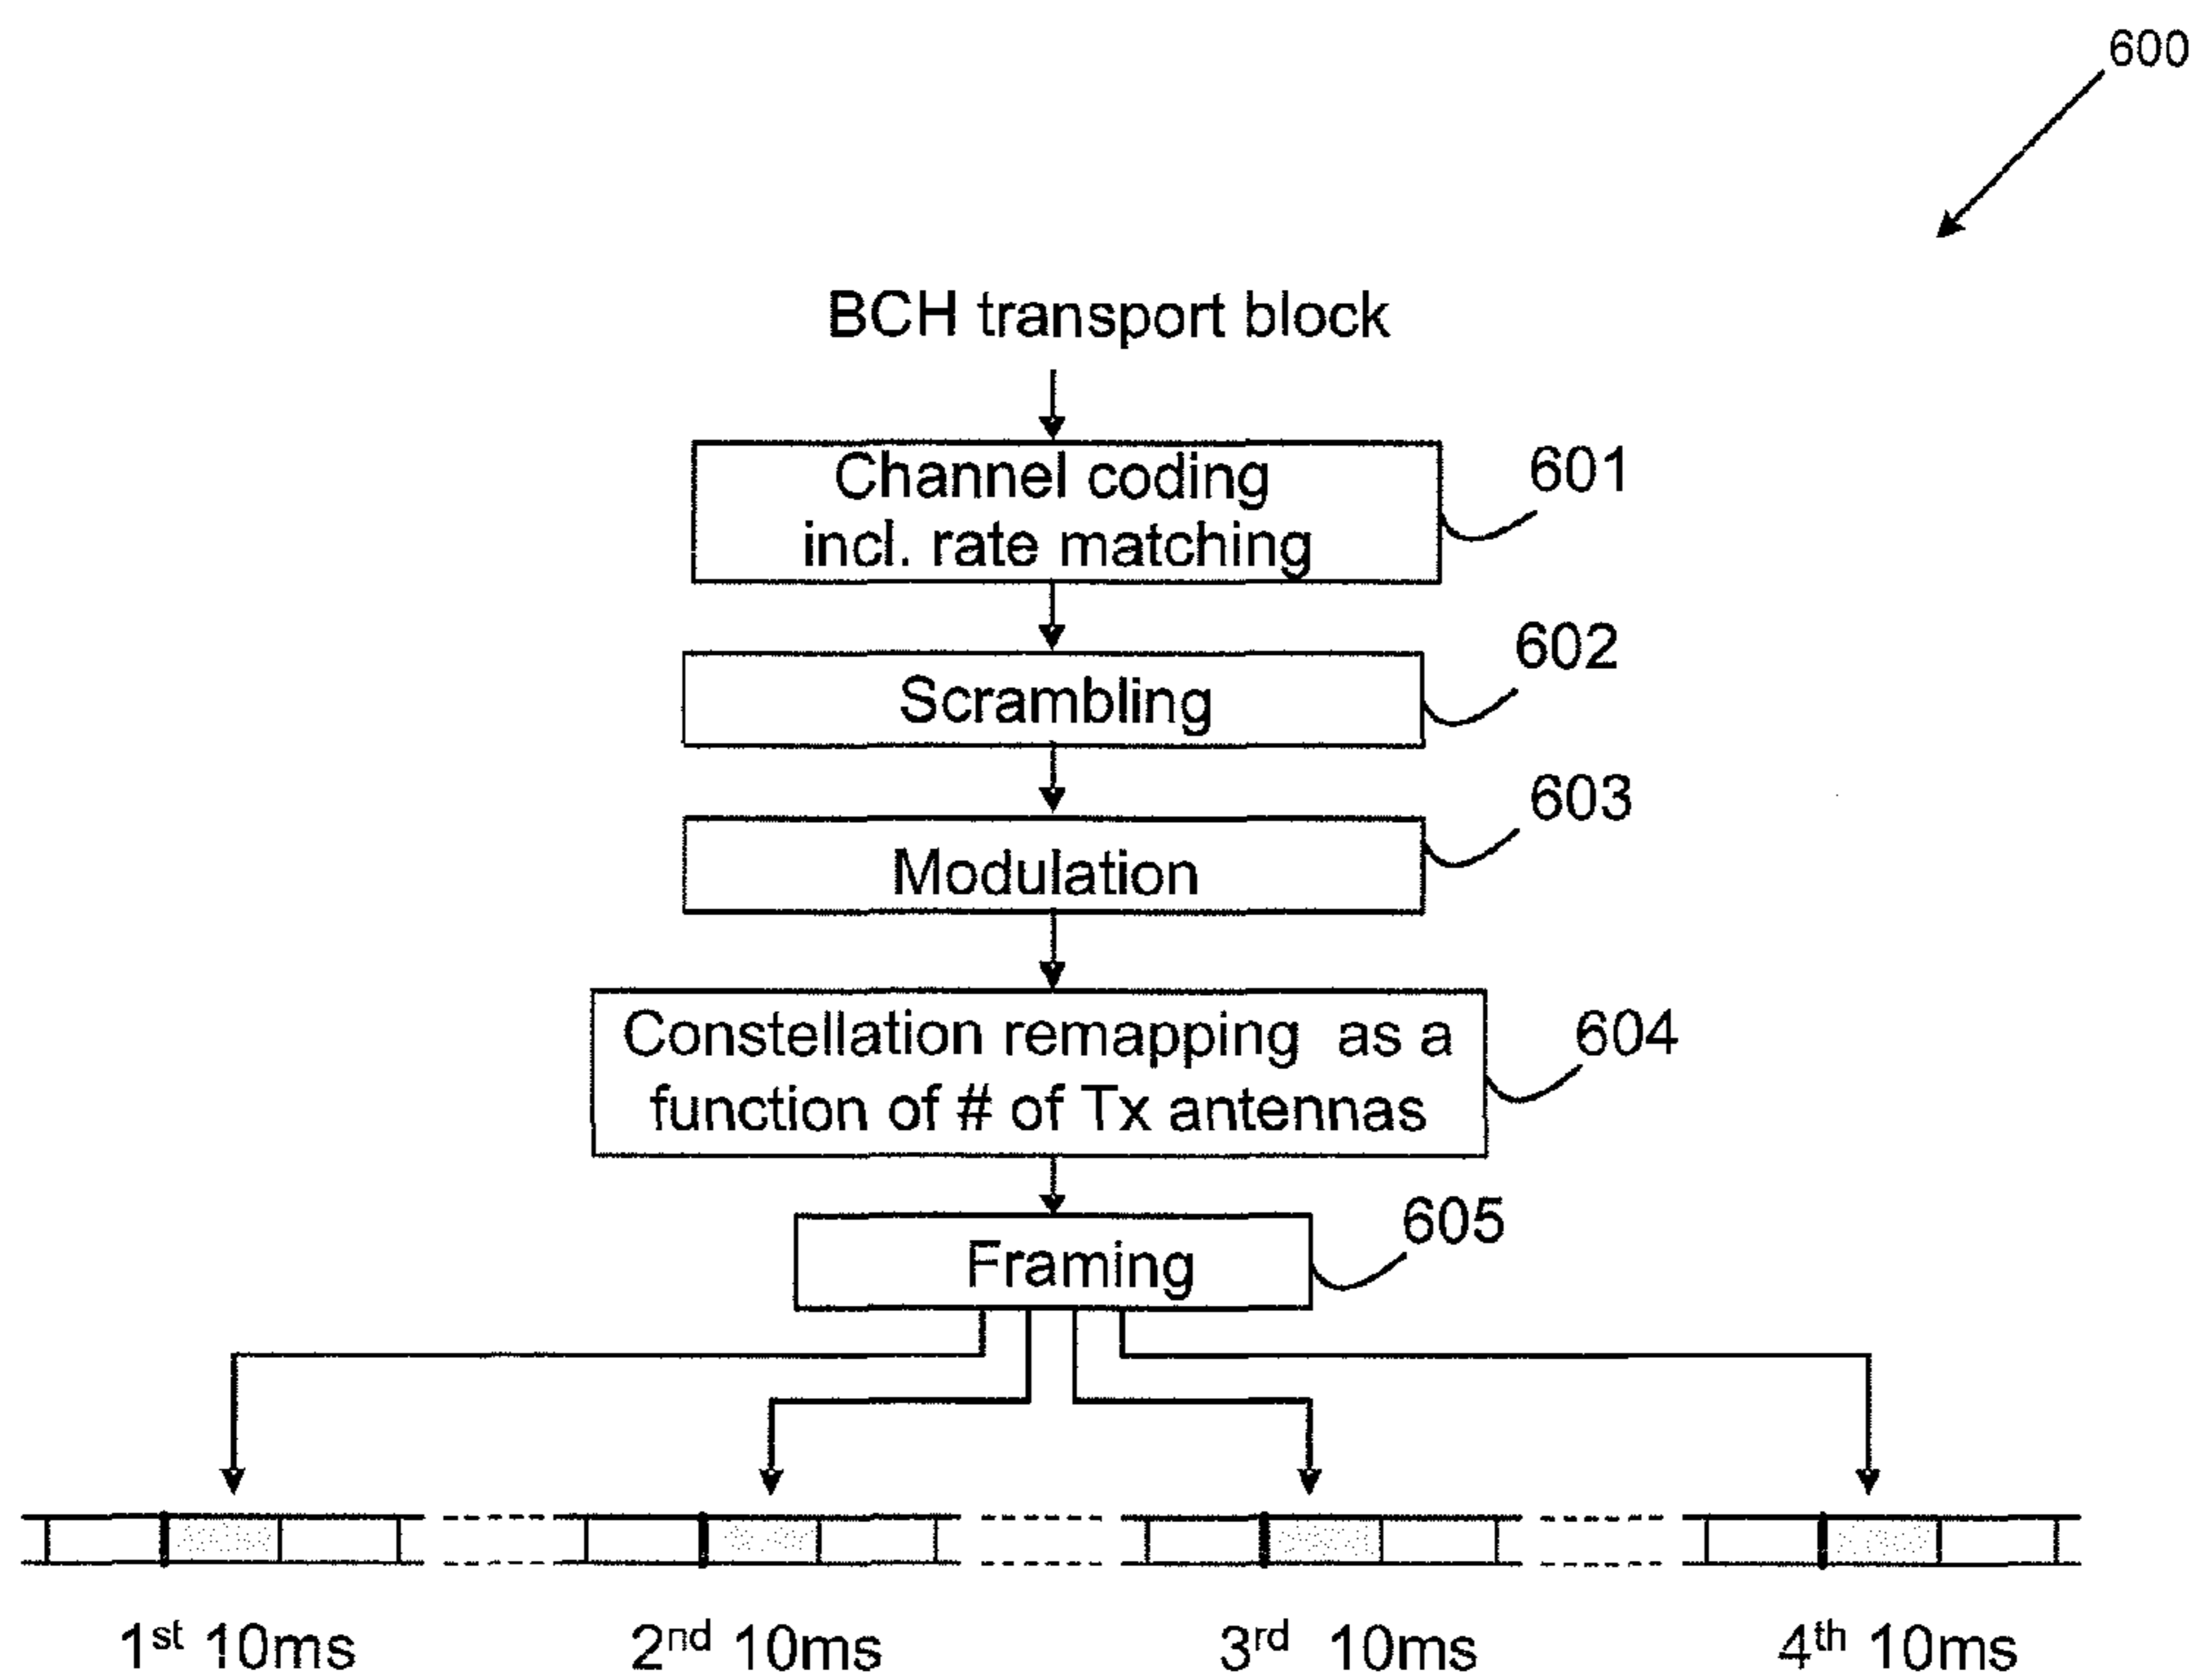 600
BCH transport block
Channel coding
incl. rate matching
601
Scrambling
602
Modulation
603
Constellation remapping as a
function of # of Tx antennas
604
Framing
605
1st 10ms
2nd 10ms
3rd 10ms
4th 10ms